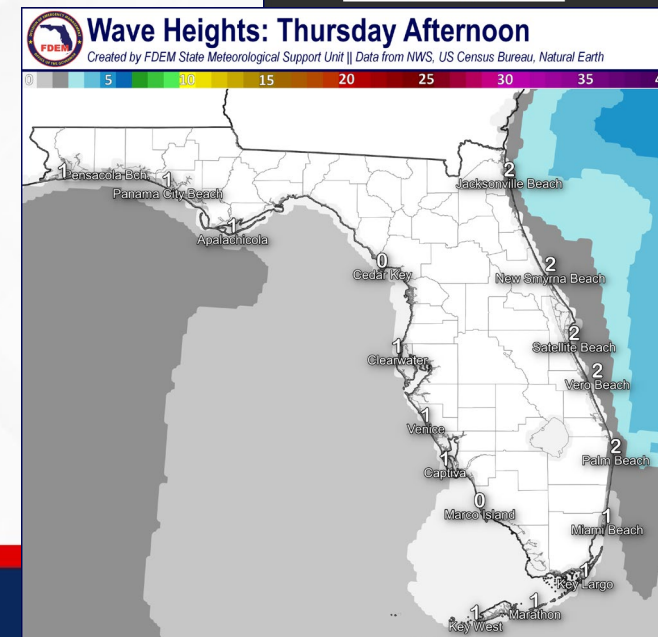 FDEM
Wave Heights: Thursday Afternoon
Created by FDEM State Meteorological Support Unit || Data from NWS, US Census Bureau, Natural Earth
0 5 10 15 20 25 30 35
2
Jacksonville Beach
1
Pensacola Bch.
1
Panama City Beach
1
Apalachicola
0
Cedar Key
2
New Smyrna Beach
2
Satellite Beach
1
Clearwater
2
Vero Beach
1
Venice
2
Palm Beach
1
Captiva
0
Marco Island
1
Miami Beach
1
Key Largo
1
Marathon
1
Key West